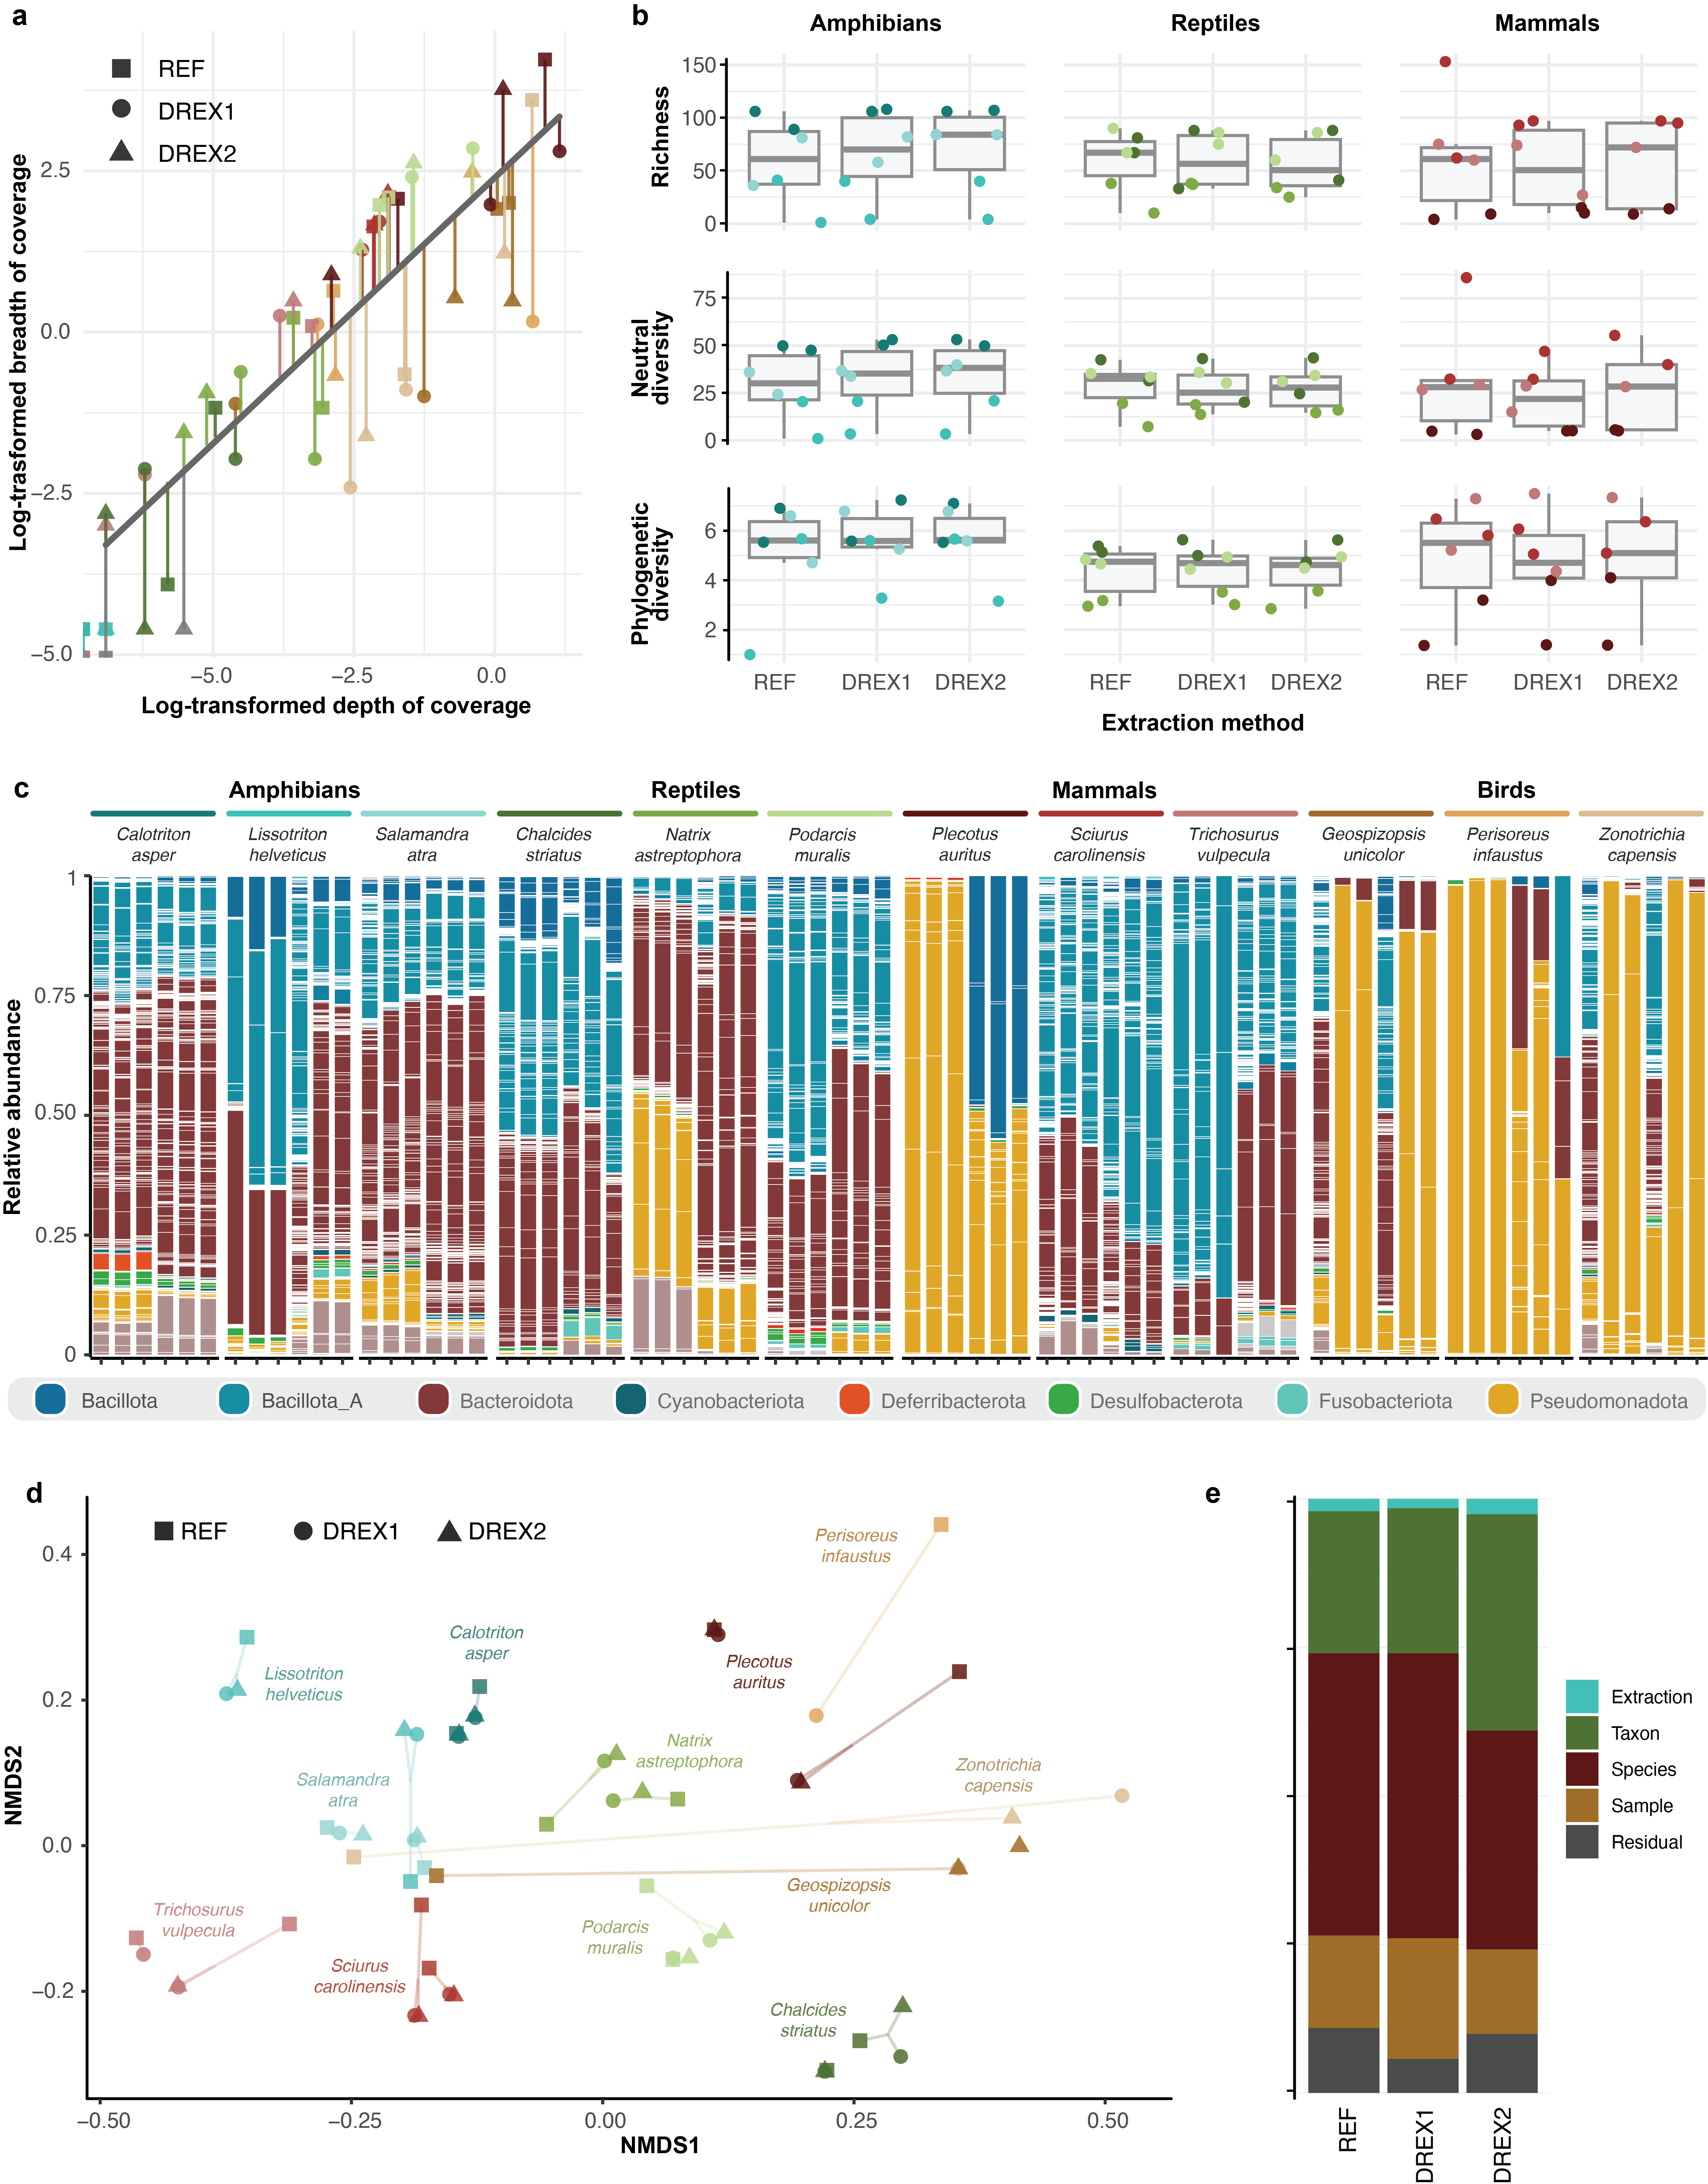 a
REF
DREX1
DREX2
Log-trasformed breadth of coverage
2.5
0.0
−2.5
−5.0
−5.0
−2.5
0.0
Log-transformed depth of coverage
b
Amphibians
Reptiles
Mammals
Richness
150
100
50
0
Neutral
diversity
75
50
25
0
Phylogenetic
diversity
6
4
2
REF
DREX1
DREX2
REF
DREX1
DREX2
REF
DREX1
DREX2
Extraction method
c
Amphibians
Reptiles
Mammals
Birds
Calotriton
asper
Lissotriton
helveticus
Salamandra
atra
Chalcides
striatus
Natrix
astreptophora
Podarcis
muralis
Plecotus
auritus
Sciurus
carolinensis
Trichosurus
vulpecula
Geospizopsis
unicolor
Perisoreus
infaustus
Zonotrichia
capensis
Relative abundance
1
0.75
0.50
0.25
0
Bacillota
Bacillota_A
Bacteroidota
Cyanobacteriota
Deferribacterota
Desulfobacterota
Fusobacteriota
Pseudomonadota
d
REF
DREX1
DREX2
NMDS2
0.4
0.2
0.0
−0.2
Perisoreus
infaustus
Calotriton
asper
Lissotriton
helveticus
Plecotus
auritus
Natrix
astreptophora
Zonotrichia
capensis
Salamandra
atra
Geospizopsis
unicolor
Trichosurus
vulpecula
Podarcis
muralis
Sciurus
carolinensis
Chalcides
striatus
−0.50
−0.25
0.00
0.25
0.50
NMDS1
e
Extraction
Taxon
Species
Sample
Residual
REF
DREX1
DREX2